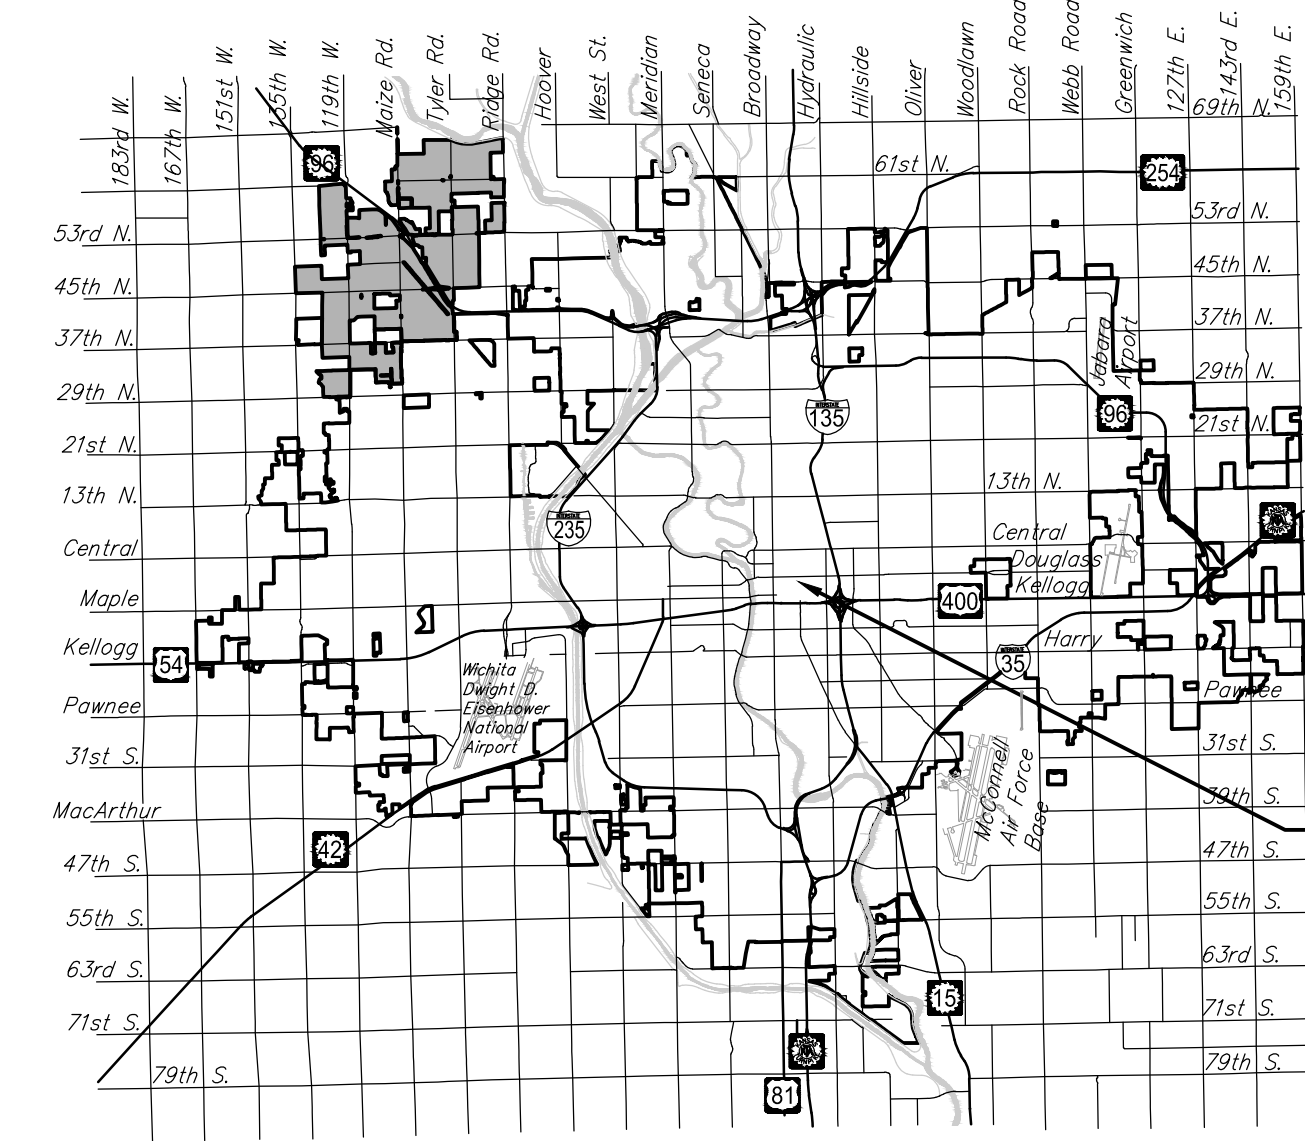 183rd W.
167th W.
151st W.
135th W.
119th W.
Maize Rd.
Tyler Rd.
Ridge Rd.
Hoover
West St.
Meridian
Seneca
Broadway
Hydraulic
Hillside
Oliver
Woodlawn
Rock Road
Webb Road
Greenwich
127th E.
143rd E.
159th E.
69th N.
96
61st N.
254
53rd N.
53rd N.
45th N.
45th N.
37th N.
37th N.
Jabara
Airport
29th N.
29th N.
96
135
INTERSTATE
21st N.
21st N.
13th N.
13th N.
INTERSTATE
235
Central
Central
Douglass
Kellogg
Maple
400
Kellogg
54
Harry
INTERSTATE
35
Wichita
Dwight D.
Eisenhower
National
Airport
Pawnee
Pawnee
31st S.
31st S.
McConnell
Air Force
Base
39th S.
MacArthur
42
47th S.
47th S.
55th S.
55th S.
63rd S.
63rd S.
15
71st S.
71st S.
79th S.
79th S.
81